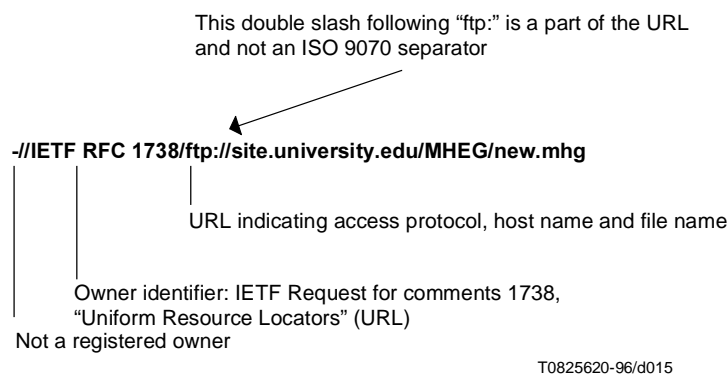 This double slash following “ftp:” is a part of the URL
and not an ISO 9070 separator
-//IETF RFC 1738/ftp://site.university.edu/MHEG/new.mhg
URL indicating access protocol, host name and file name
Owner identifier: IETF Request for comments 1738,
“Uniform Resource Locators” (URL)
Not a registered owner
T0825620-96/d015